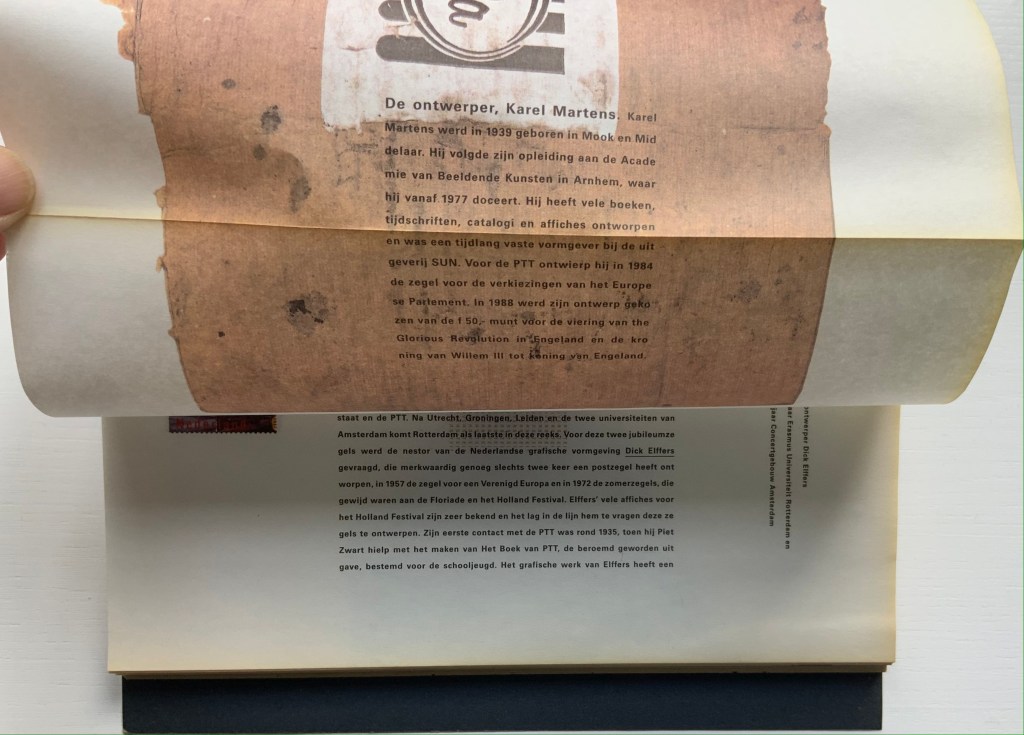 De ontwerper, Karel Martens. Karel
Martens werd in 1939 geboren in Mook en Mid
delaar. Hij volgde zijn opleiding aan de Acade
mie van Beeldende Kunsten in Arnhem, waar
hij vanaf 1977 doceert. Hij heeft vele boeken,
tijdschriften, catalogi en affiches ontworpen
en was een tijdlang vaste vormgever bij de uit
geverij SUN. Voor de PTT ontwierp hij in 1984
de zegel voor de verkiezingen van het Europe
se Parlement. In 1988 werd zijn ontwerp geko
zen van de f 50,- munt voor de viering van the
Glorious Revolution in Engeland en de kro
ning van Willem III tot koning van Engeland.
staat en de PTT. Na Utrecht, Groningen, Leiden en de twee universiteiten van
Amsterdam komt Rotterdam als laatste in deze reeks. Voor deze twee jubileumze
gels werd de nestor van de Nederlandse grafische vormgeving Dick Elffers
gevraagd, die merkwaardig genoeg slechts twee keer een postzegel heeft ont
worpen, in 1957 de zegel voor een Verenigd Europa en in 1972 de zomerzegels, die
gewijd waren aan de Floriade en het Holland Festival. Elffers' vele affiches voor
het Holland Festival zijn zeer bekend en het lag in de lijn hem te vragen deze ze
gels te ontwerpen. Zijn eerste contact met de PTT was rond 1935, toen hij Piet
Zwart hielp met het maken van Het Boek van PTT, de beroemd geworden uit
gave, bestemd voor de schooljeugd. Het grafische werk van Elffers heeft een
ontwerper Dick Elffers
jaar Erasmus Universiteit Rotterdam en
jaar Concertgebouw Amsterdam